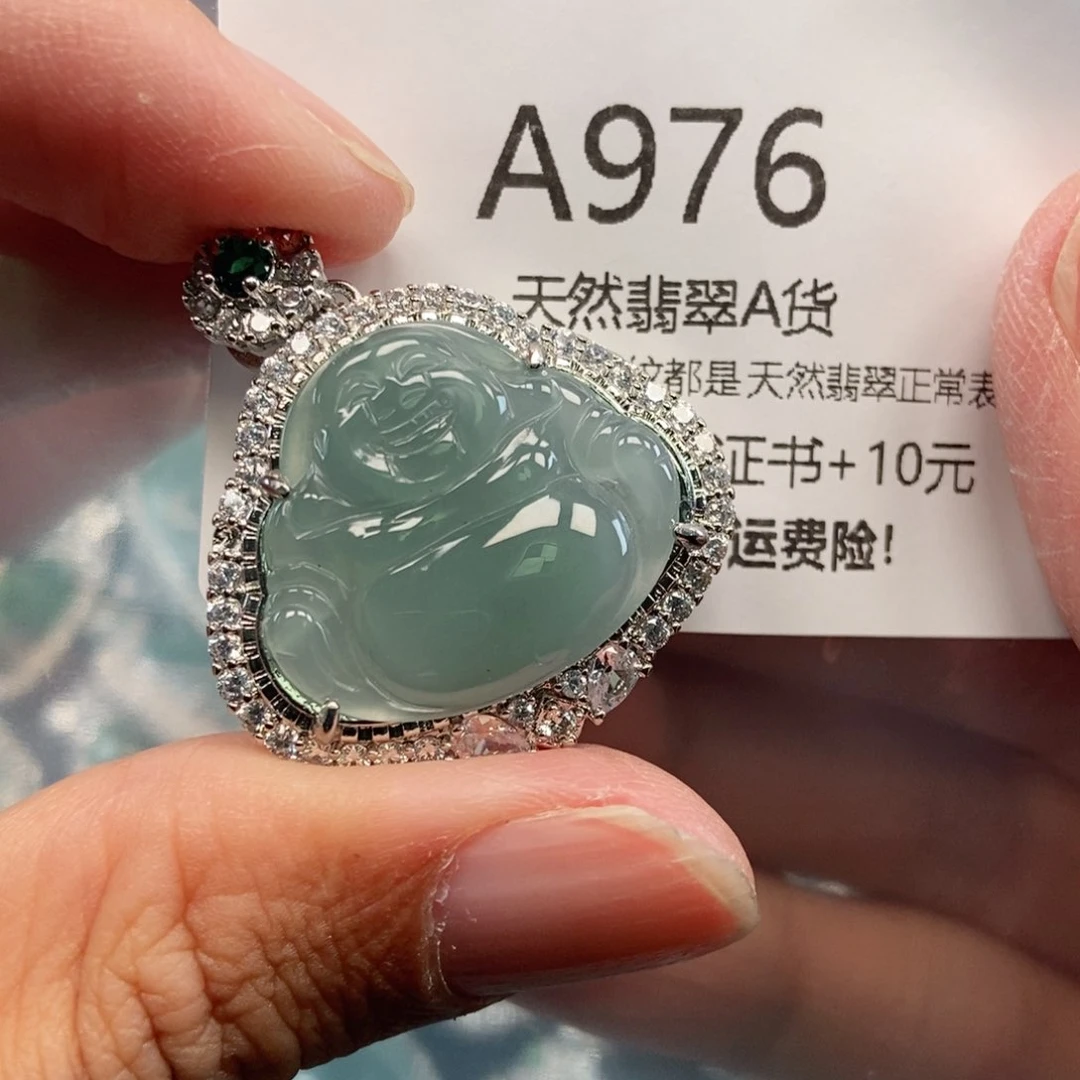 A976
天然翡翠A货
都是天然翡翠正常表
证书+10元
运费险!